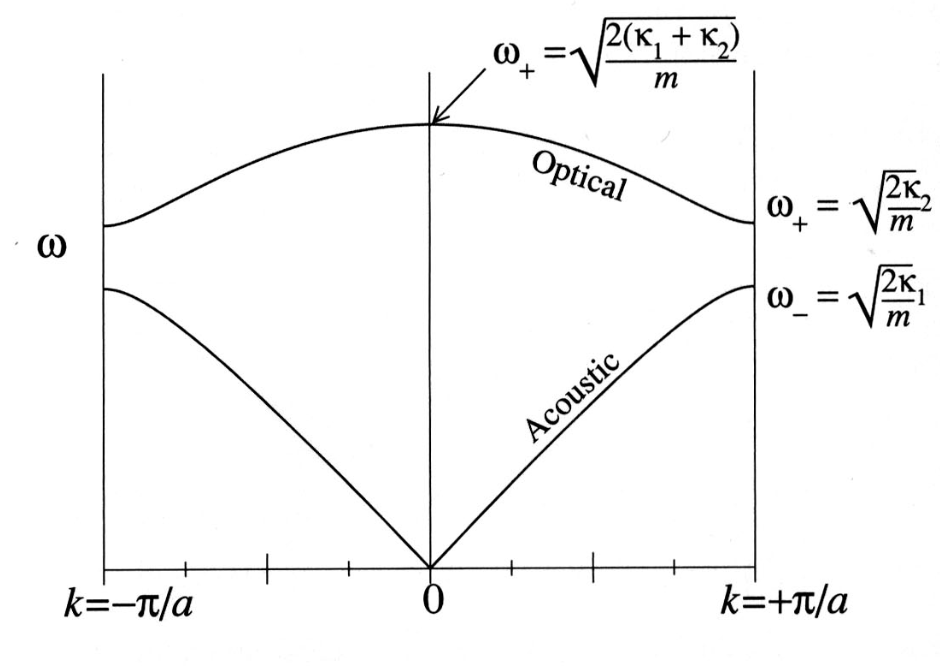 ω₊ = √(2(κ₁ + κ₂)/m)
Optical
ω₊ = √(2κ₂/m)
ω
ω₋ = √(2κ₁/m)
Acoustic
k=−π/a
0
k=+π/a